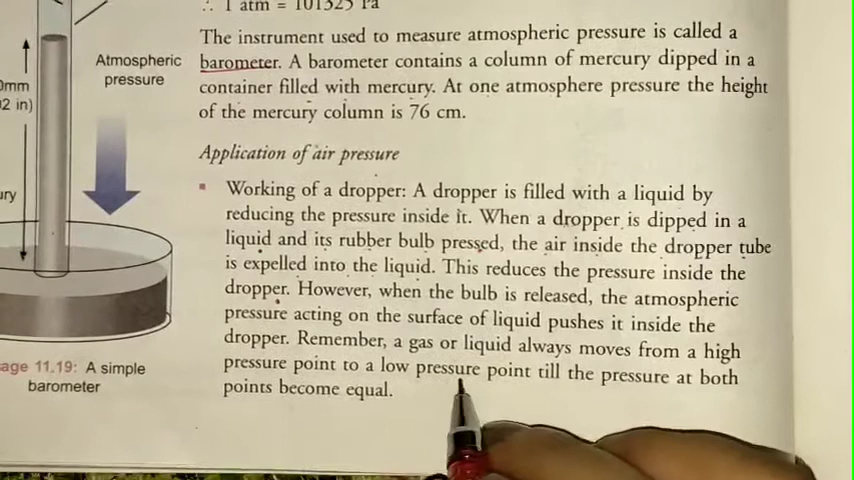 ∴ 1 atm = 101325 Pa
The instrument used to measure atmospheric pressure is called a
barometer. A barometer contains a column of mercury dipped in a
container filled with mercury. At one atmosphere pressure the height
of the mercury column is 76 cm.
Application of air pressure
Working of a dropper: A dropper is filled with a liquid by
reducing the pressure inside it. When a dropper is dipped in a
liquid and its rubber bulb pressed, the air inside the dropper tube
is expelled into the liquid. This reduces the pressure inside the
dropper. However, when the bulb is released, the atmospheric
pressure acting on the surface of liquid pushes it inside the
dropper. Remember, a gas or liquid always moves from a high
pressure point to a low pressure point till the pressure at both
points become equal.
Atmospheric
pressure
0mm
2 in)
ury
age 11.19: A simple
barometer